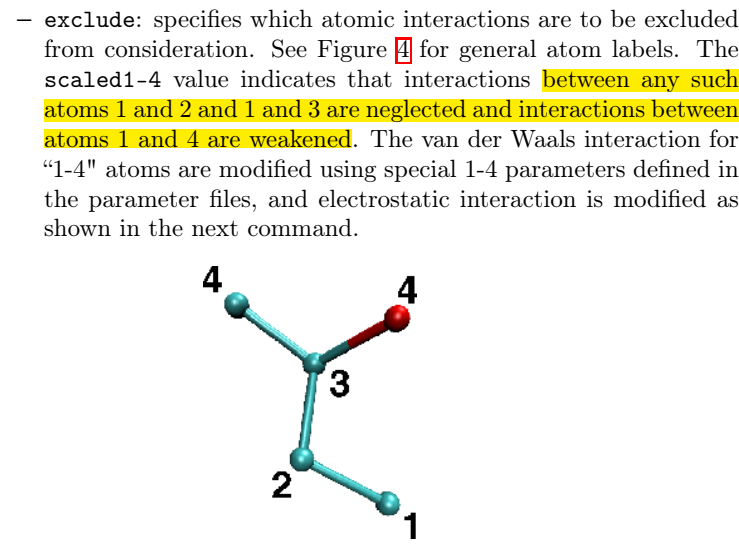 – exclude: specifies which atomic interactions are to be excluded
from consideration. See Figure 4 for general atom labels. The
scaled1-4 value indicates that interactions between any such
atoms 1 and 2 and 1 and 3 are neglected and interactions between
atoms 1 and 4 are weakened. The van der Waals interaction for
“1-4" atoms are modified using special 1-4 parameters defined in
the parameter files, and electrostatic interaction is modified as
shown in the next command.
4
4
3
2
1